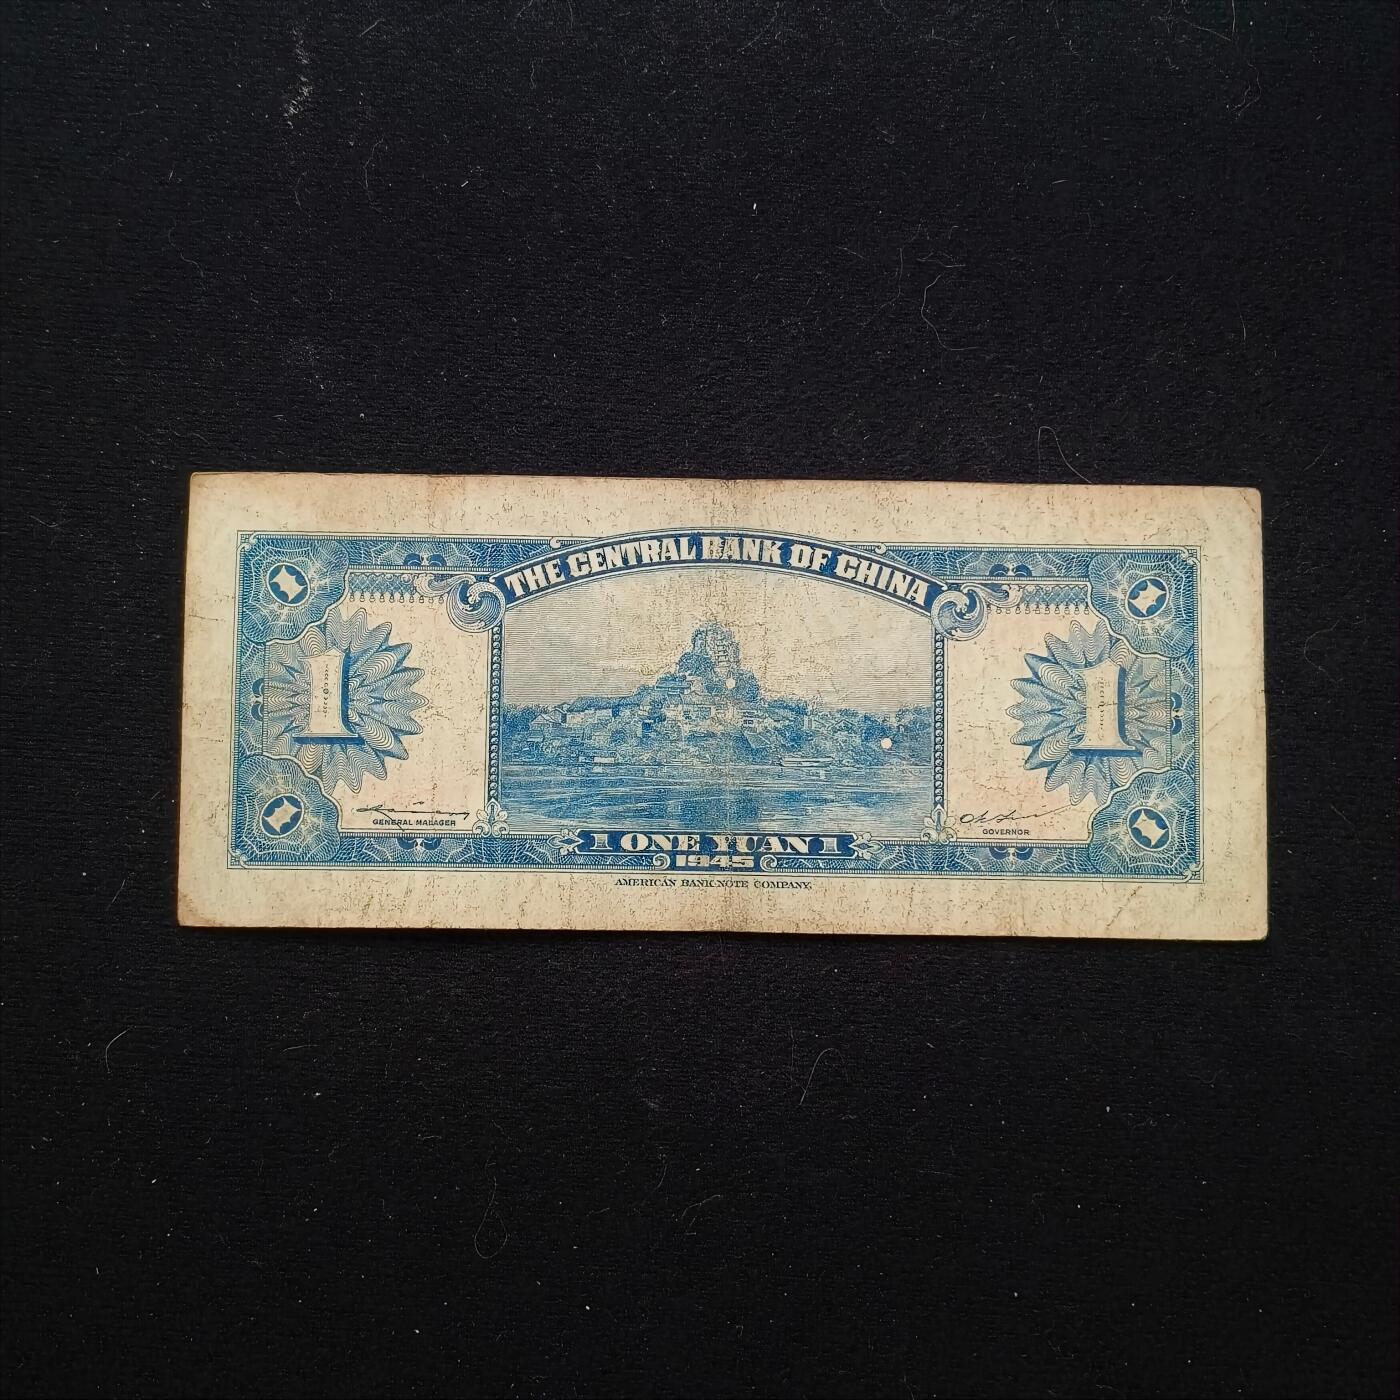 THE CENTRAL BANK OF CHINA
1
1
GENERAL MANAGER
GOVERNOR
1 ONE YUAN 1
1945
AMERICAN BANK NOTE COMPANY.